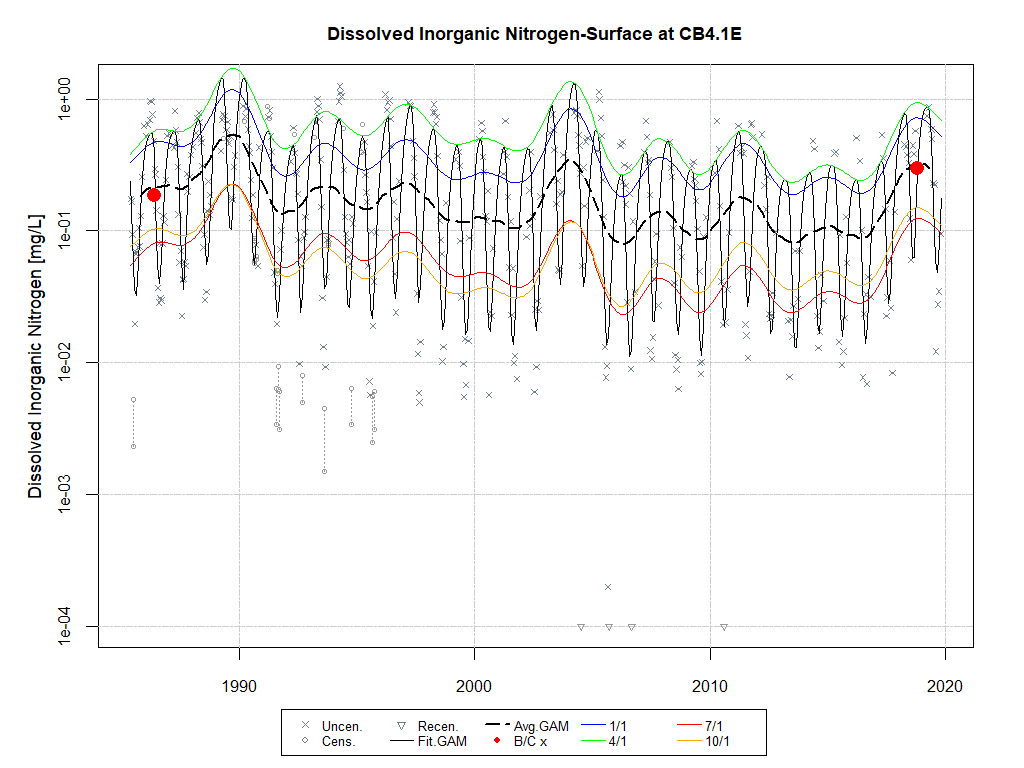 Dissolved Inorganic Nitrogen-Surface at CB4.1E
Dissolved Inorganic Nitrogen [mg/L]
1e+00
1e-01
1e-02
1e-03
1e-04
1990 2000 2010 2020
Uncen. Recen. Avg.GAM 1/1 7/1
Cens. Fit.GAM B/C x 4/1 10/1